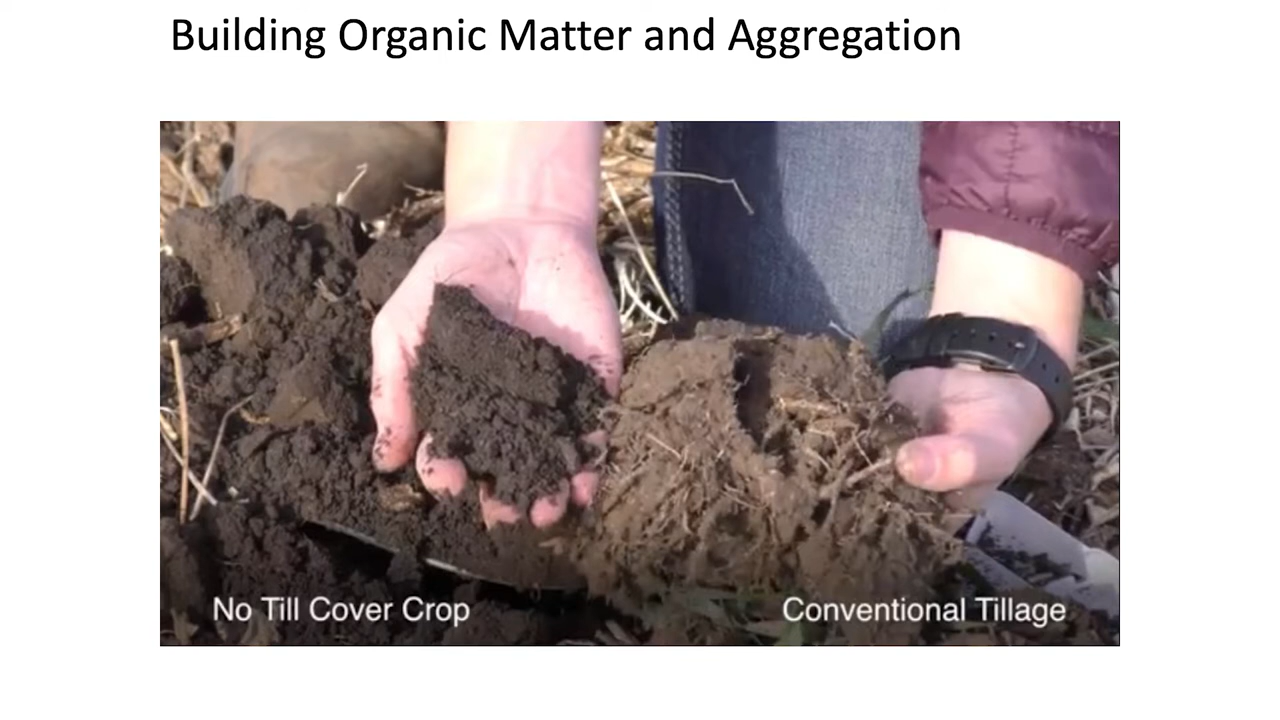 Building Organic Matter and Aggregation
No Till Cover Crop
Conventional Tillage